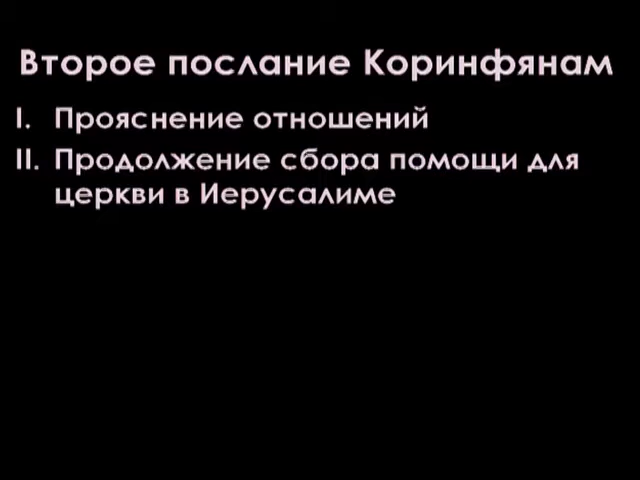 Второе послание Коринфянам
I. Прояснение отношений
II. Продолжение сбора помощи для
церкви в Иерусалиме